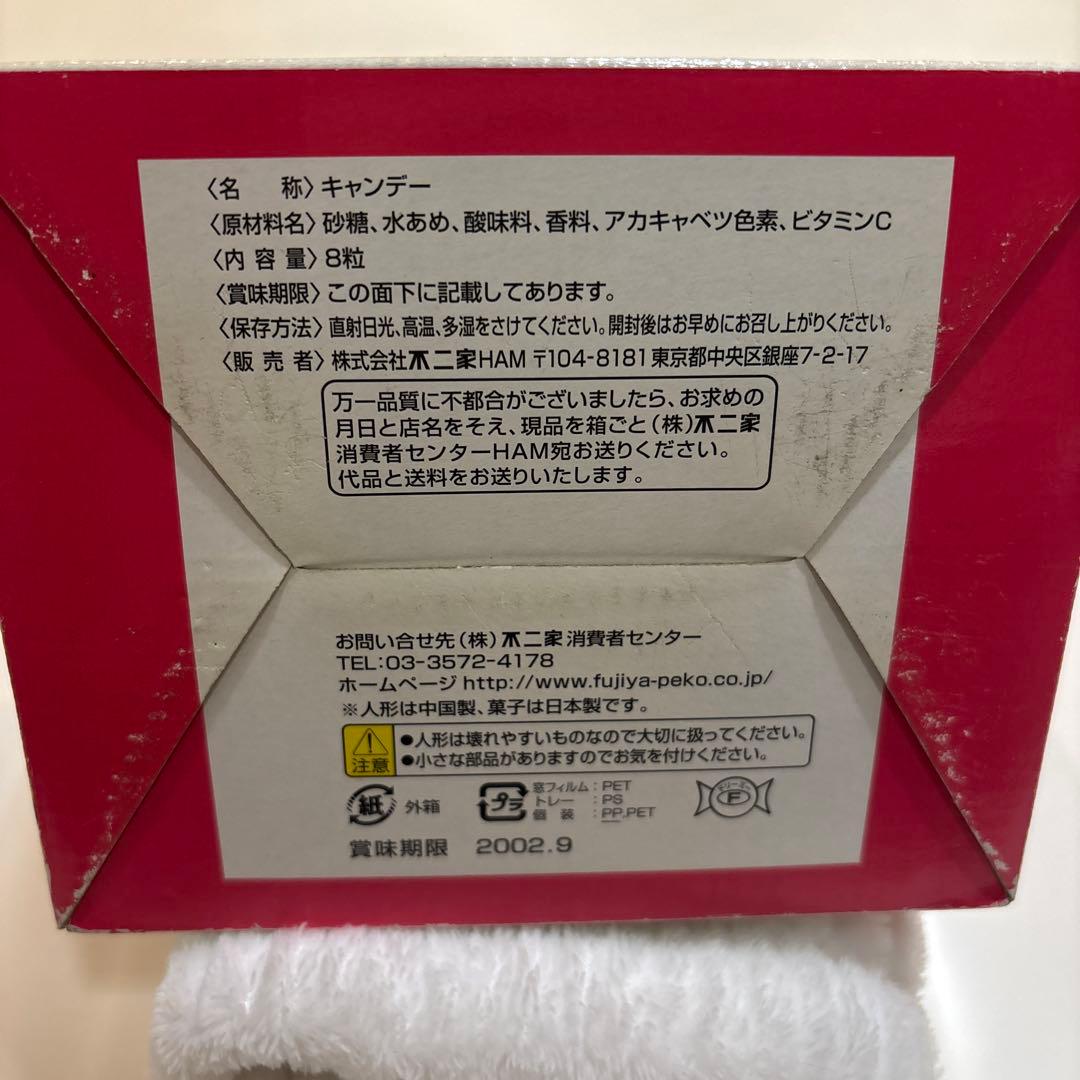 〈名 称〉キャンデー
〈原材料名〉砂糖、水あめ、酸味料、香料、アカキャベツ色素、ビタミンC
〈内容量〉8粒
〈賞味期限〉この面下に記載してあります。
〈保存方法〉直射日光、高温、多湿をさけてください。開封後はお早めにお召し上がりください。
〈販売者〉株式会社不二家HAM 〒104-8181 東京都中央区銀座7-2-17
万一品質に不都合がございましたら、お求めの
月日と店名をそえ、現品を箱ごと(株)不二家
消費者センターHAM宛お送りください。
代品と送料をお送りいたします。
お問い合せ先(株)不二家消費者センター
TEL:03-3572-4178
ホームページ http://www.fujiya-peko.co.jp/
※人形は中国製、菓子は日本製です。
注意
●人形は壊れやすいものなので大切に扱ってください。
●小さな部品がありますのでお気を付けください。
紙 外箱
プラ
窓フィルム:PET
トレー:PS
個装:PP,PET
F
賞味期限 2002.9